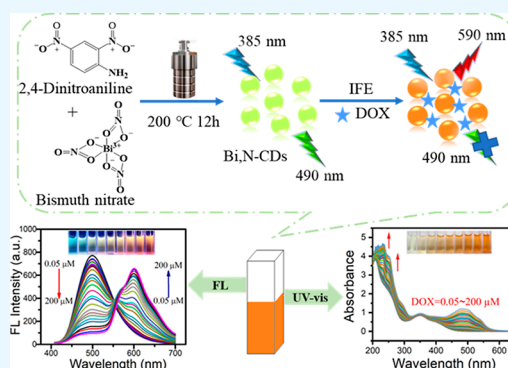 385 nm
385 nm
590 nm
2,4-Dinitroaniline
+
200 °C 12h
IFE
DOX
Bi,N-CDs
490 nm
490 nm
Bismuth nitrate
O
N+
O-
O-
N+
O
NH2
Bi3+
FL Intensity (a.u.)
1000
800
600
400
200
0
0.05 μM
200 μM
200 μM
0.05 μM
400 500 600 700
Wavelength (nm)
FL
UV-vis
Absorbance
5
4
3
2
1
0
DOX=0.05~200 μM
200 300 400 500 600
Wavelength (nm)